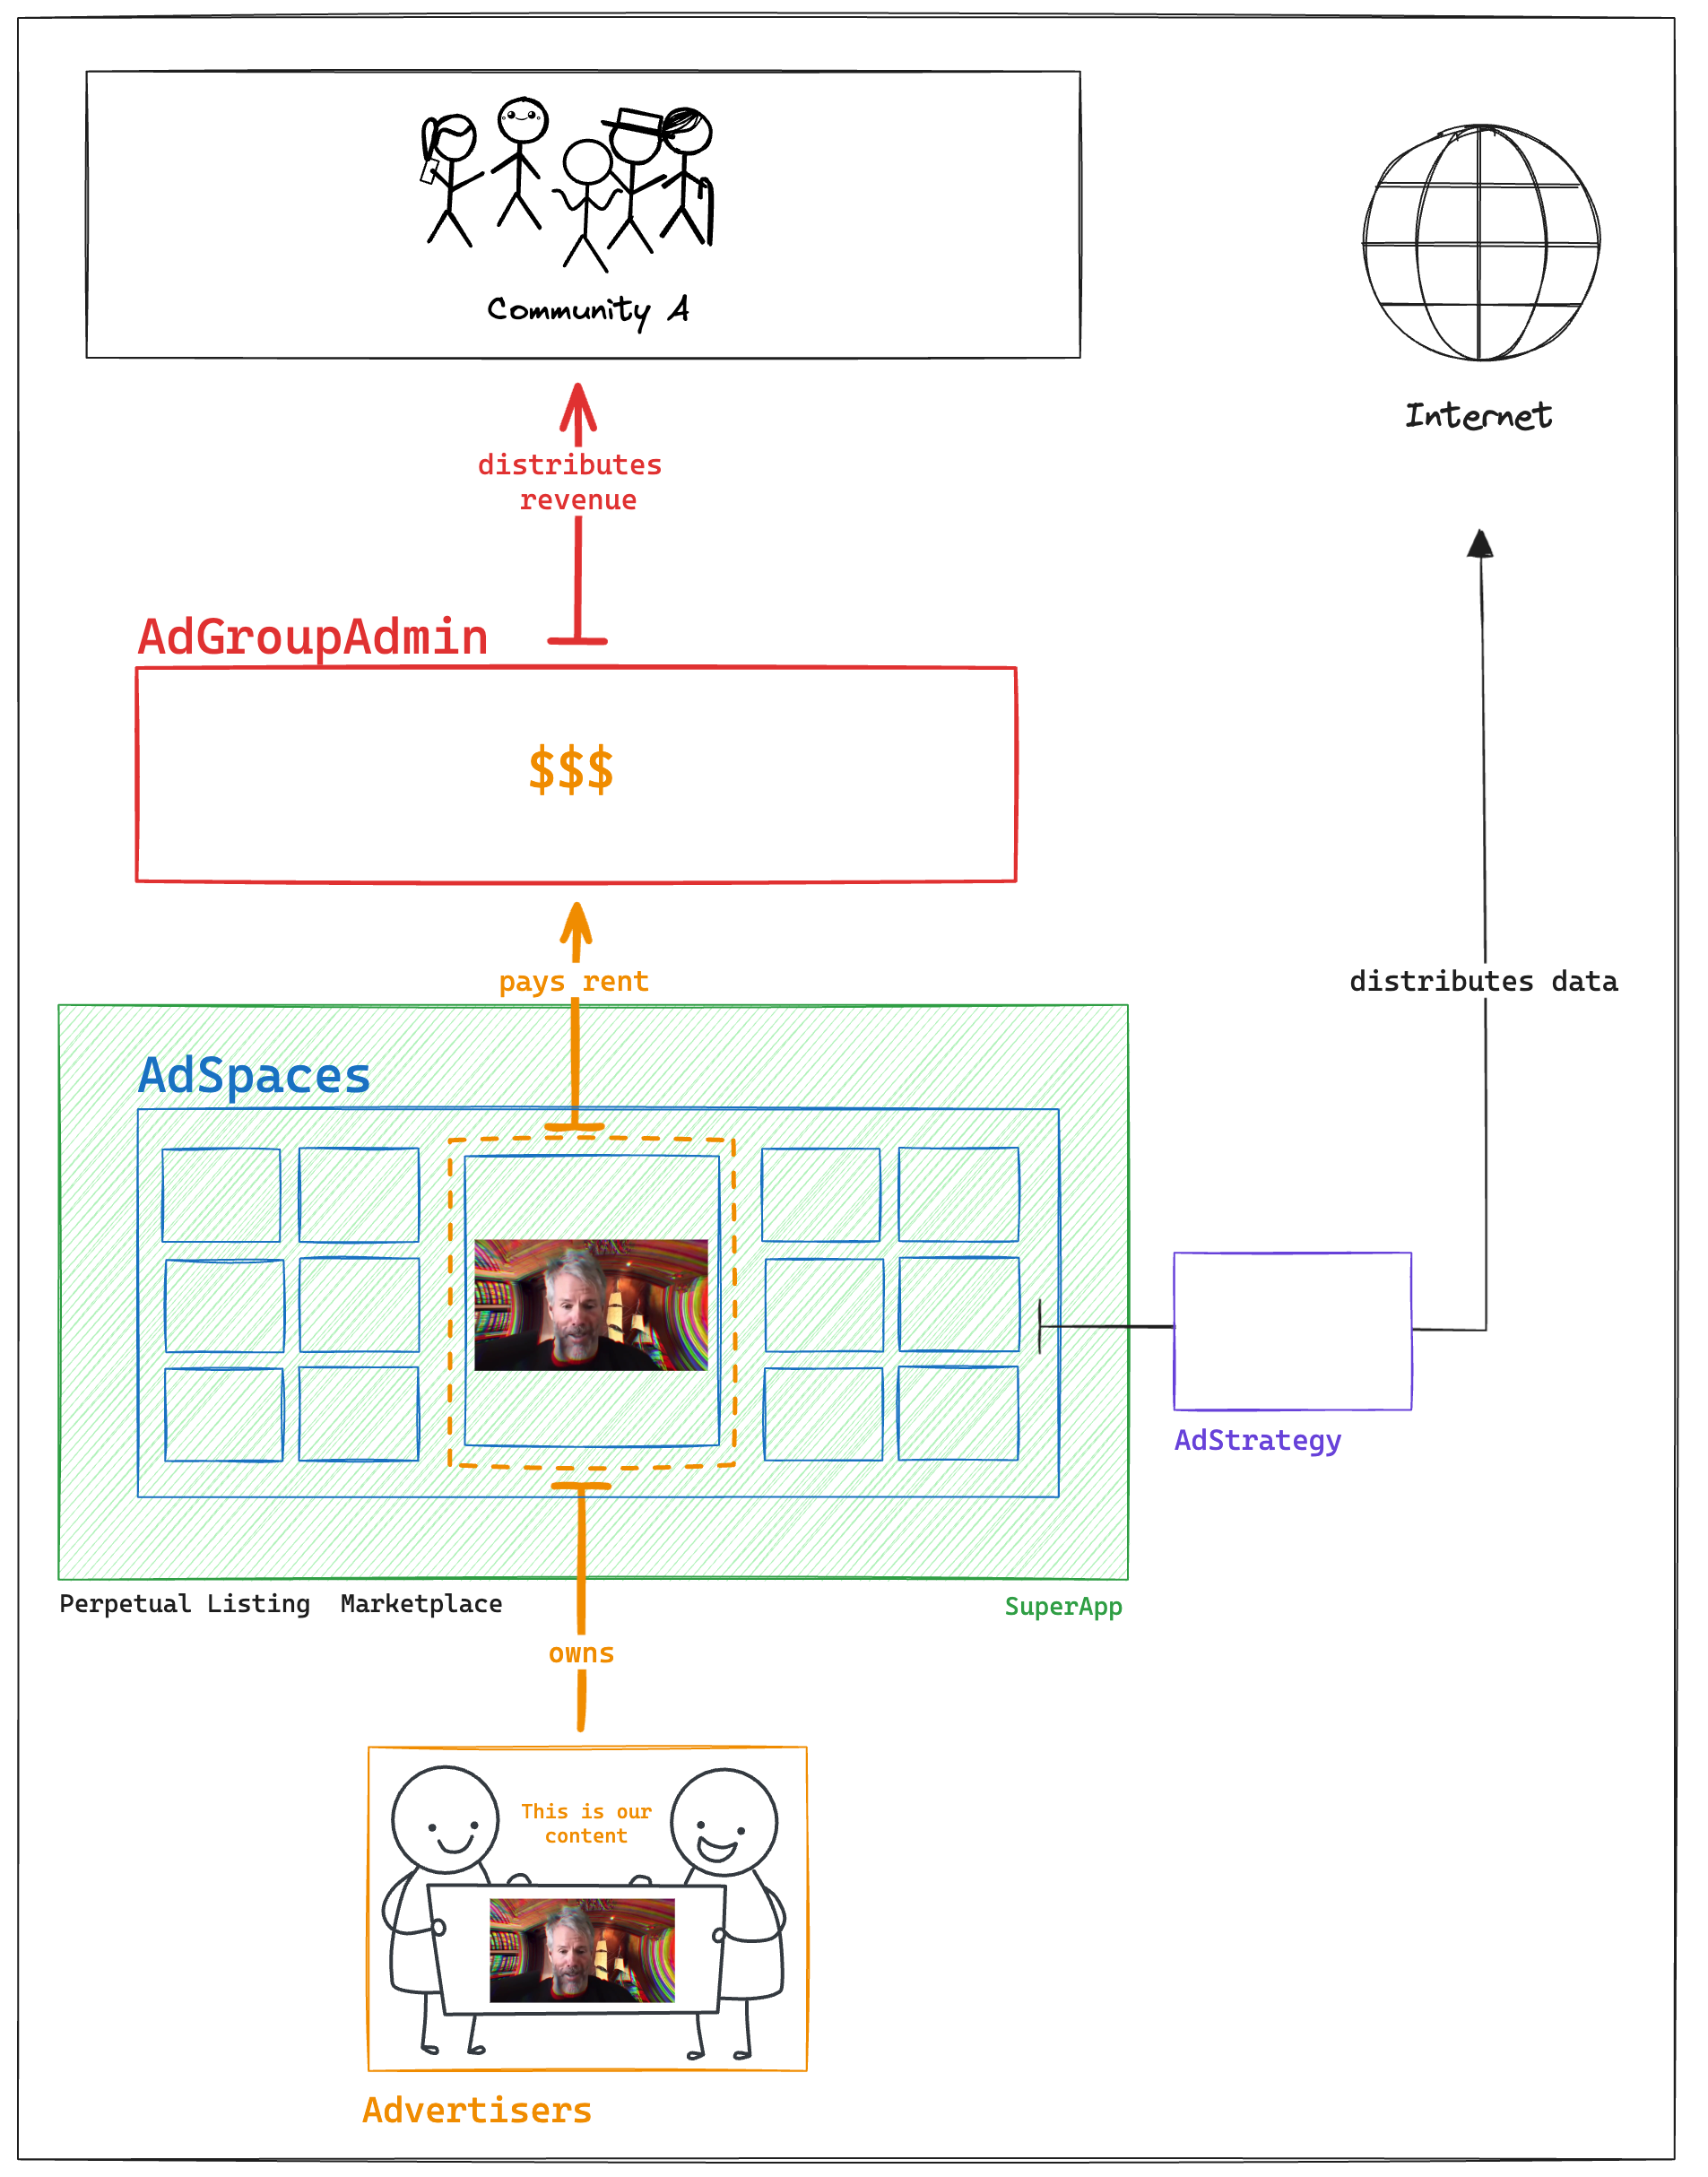 Community A
Internet
distributes
revenue
AdGroupAdmin
$$$
pays rent
distributes data
AdSpaces
AdStrategy
Perpetual Listing Marketplace
SuperApp
owns
This is our
content
Advertisers